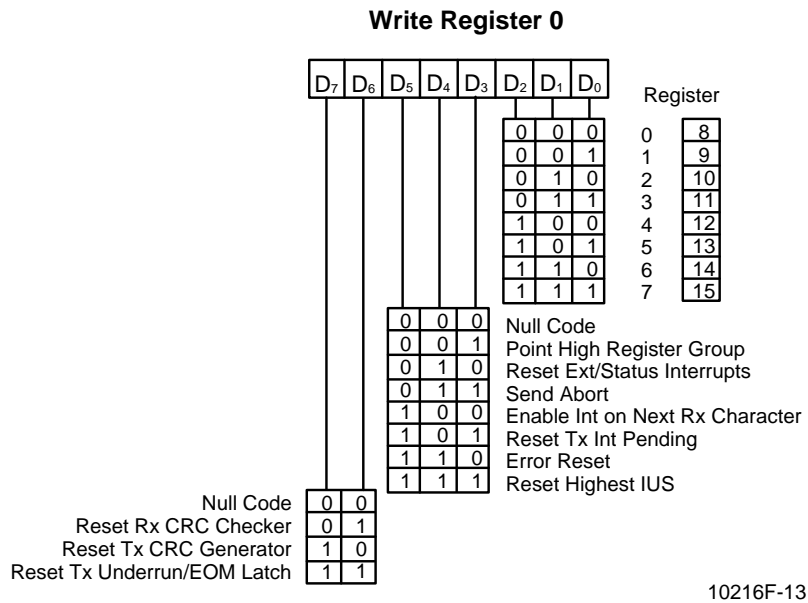 Write Register 0
D7 D6 D5 D4 D3 D2 D1 D0
Register
0 0 0 0 8
0 0 1 1 9
0 1 0 2 10
0 1 1 3 11
1 0 0 4 12
1 0 1 5 13
1 1 0 6 14
1 1 1 7 15
0 0 0 Null Code
0 0 1 Point High Register Group
0 1 0 Reset Ext/Status Interrupts
0 1 1 Send Abort
1 0 0 Enable Int on Next Rx Character
1 0 1 Reset Tx Int Pending
1 1 0 Error Reset
1 1 1 Reset Highest IUS
Null Code 0 0
Reset Rx CRC Checker 0 1
Reset Tx CRC Generator 1 0
Reset Tx Underrun/EOM Latch 1 1
10216F-13